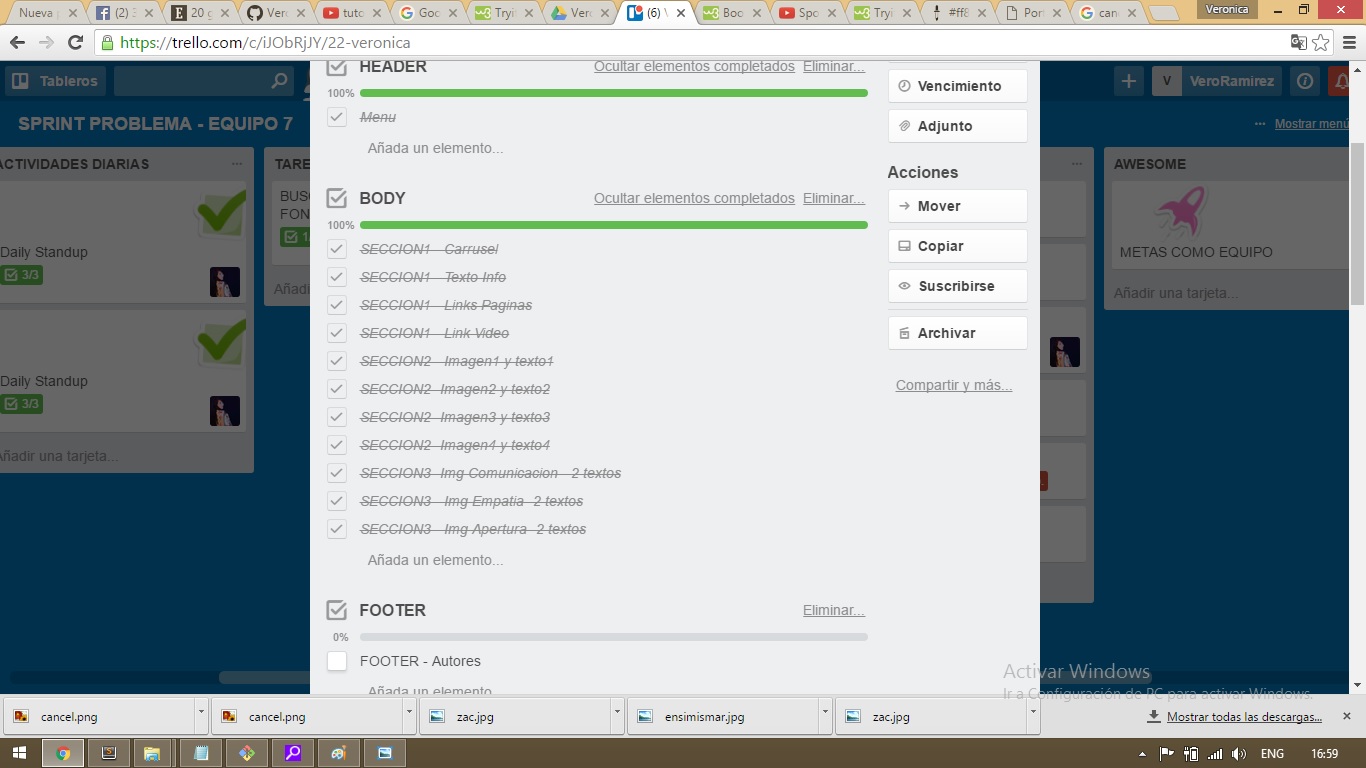 Nueva p
(2) 3
20 g
Vero
tuto
Goo
Tryi
Vero
(6) V
Boo
Spo
Tryi
#ff8
Port
can
Veronica
https://trello.com/c/iJObRjJY/22-veronica
Tableros
V VeroRamirez
SPRINT PROBLEMA - EQUIPO 7
Mostrar menú
ACTIVIDADES DIARIAS
Daily Standup
3/3
Daily Standup
3/3
Añadir una tarjeta...
TARE
BUSC
FON
1
Añadi
HEADER Ocultar elementos completados Eliminar...
100%
Menu
Añada un elemento...
BODY Ocultar elementos completados Eliminar...
100%
SECCION1 - Carrusel
SECCION1 - Texto Info
SECCION1 - Links Paginas
SECCION1 - Link Video
SECCION2 - Imagen1 y texto1
SECCION2- Imagen2 y texto2
SECCION2- Imagen3 y texto3
SECCION2- Imagen4 y texto4
SECCION3- Img Comunicacion - 2 textos
SECCION3 - Img Empatia- 2 textos
SECCION3 - Img Apertura- 2 textos
Añada un elemento...
FOOTER Eliminar...
0%
FOOTER - Autores
Añada un elemento
Vencimiento
Adjunto
Acciones
Mover
Copiar
Suscribirse
Archivar
Compartir y más...
AWESOME
METAS COMO EQUIPO
Añadir una tarjeta...
Activar Windows
Ir a Configuración de PC para activar Windows.
cancel.png
cancel.png
zac.jpg
ensimismar.jpg
zac.jpg
Mostrar todas las descargas...
ENG
16:59